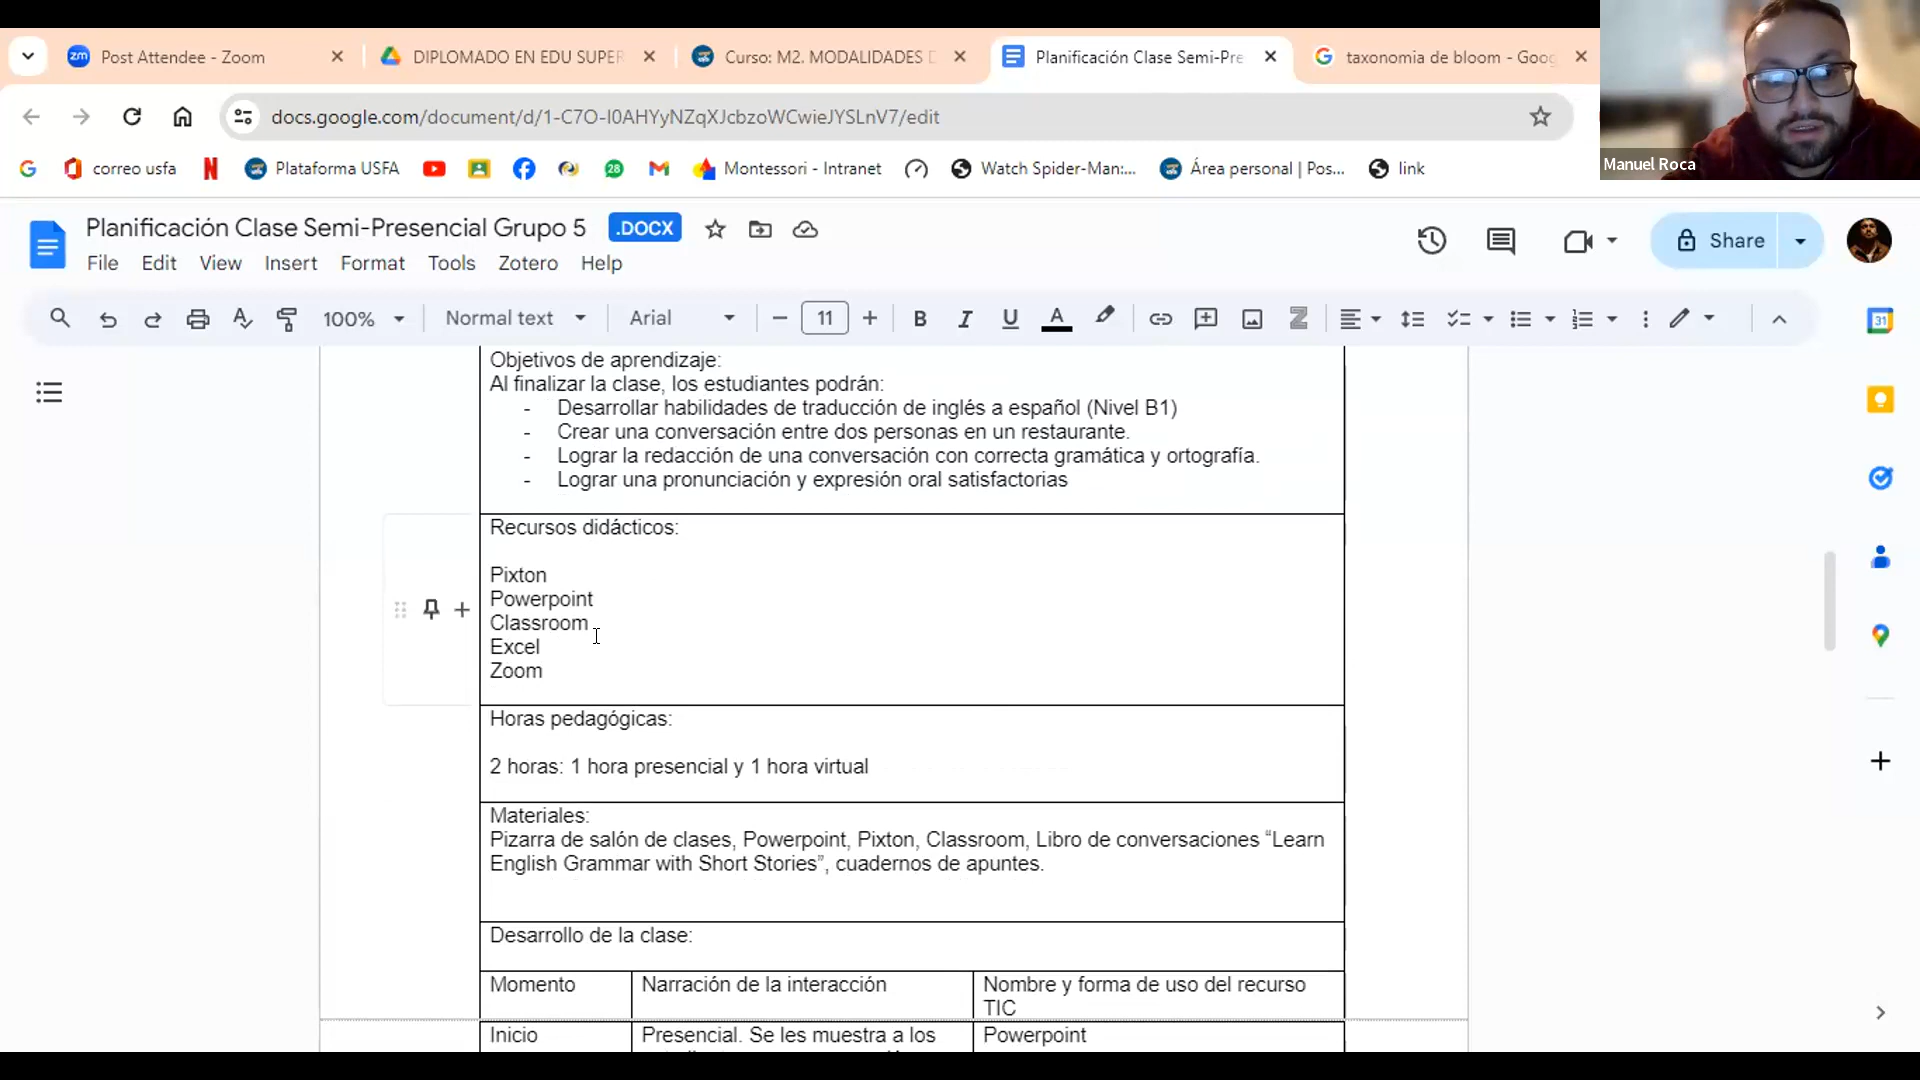 Post Attendee - Zoom
DIPLOMADO EN EDU SUPER
Curso: M2. MODALIDADES D
Planificación Clase Semi-Pre
taxonomia de bloom - Goog
docs.google.com/document/d/1-C7O-I0AHYyNZqXJcbzoWCwieJYSLnV7/edit
correo usfa
Plataforma USFA
28
Montessori - Intranet
Watch Spider-Man:...
Área personal | Pos...
link
Manuel Roca
Planificación Clase Semi-Presencial Grupo 5
.DOCX
File Edit View Insert Format Tools Zotero Help
Share
100%
Normal text
Arial
11
31
Objetivos de aprendizaje:
Al finalizar la clase, los estudiantes podrán:
- Desarrollar habilidades de traducción de inglés a español (Nivel B1)
- Crear una conversación entre dos personas en un restaurante.
- Lograr la redacción de una conversación con correcta gramática y ortografía.
- Lograr una pronunciación y expresión oral satisfactorias
Recursos didácticos:
Pixton
Powerpoint
Classroom
Excel
Zoom
Horas pedagógicas:
2 horas: 1 hora presencial y 1 hora virtual
Materiales:
Pizarra de salón de clases, Powerpoint, Pixton, Classroom, Libro de conversaciones “Learn
English Grammar with Short Stories”, cuadernos de apuntes.
Desarrollo de la clase:
Momento
Narración de la interacción
Nombre y forma de uso del recurso
TIC
Inicio
Presencial. Se les muestra a los
Powerpoint